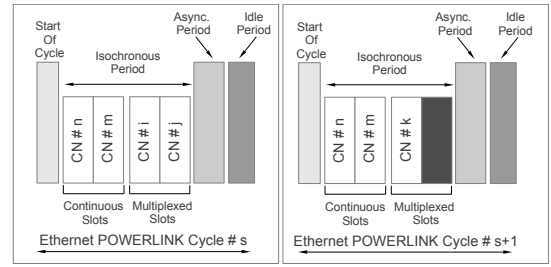 Start
Of
Cycle
Async.
Period
Idle
Period
Isochronous
Period
CN # n
CN # m
CN # i
CN # j
Continuous
Slots
Multiplexed
Slots
Ethernet POWERLINK Cycle # s
Start
Of
Cycle
Async.
Period
Idle
Period
Isochronous
Period
CN # n
CN # m
CN # k
Continuous
Slots
Multiplexed
Slots
Ethernet POWERLINK Cycle # s+1